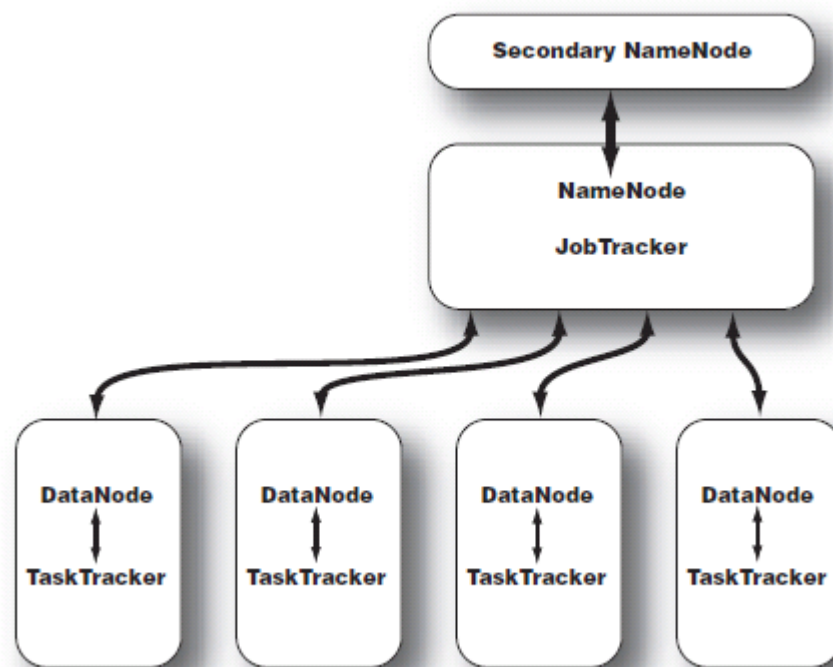 Secondary NameNode
NameNode
JobTracker
DataNode
TaskTracker
DataNode
TaskTracker
DataNode
TaskTracker
DataNode
TaskTracker